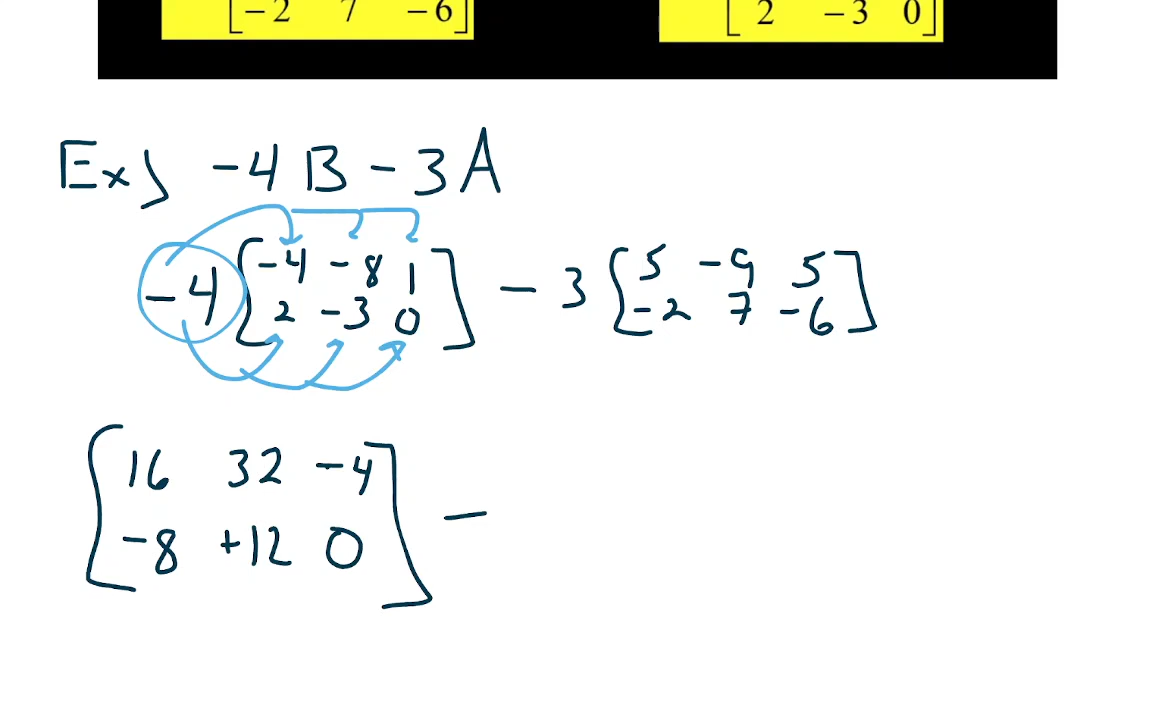 [-2 7 -6] [2 -3 0]
Ex) -4B - 3A
-4 [-4 -8 1 - 3 [5 -9 5
2 -3 0] -2 7 -6]
[16 32 -4
-8 +12 0] -